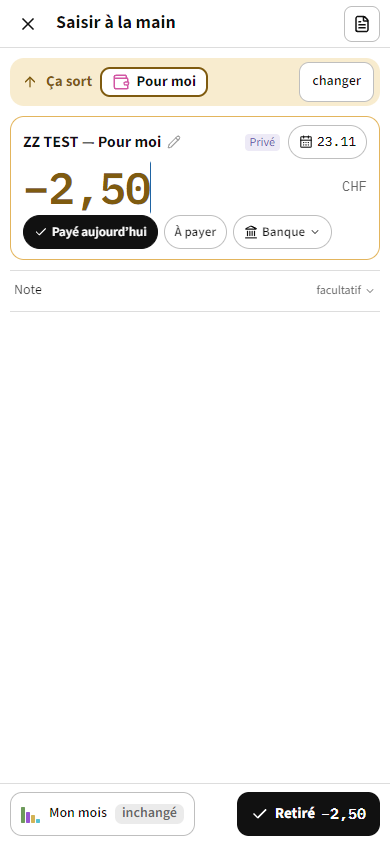 Saisir à la main
Ça sort Pour moi changer
ZZ TEST — Pour moi Privé 23.11
−2,50 CHF
Payé aujourd’hui À payer Banque
Note facultatif
Mon mois inchangé Retiré −2,50